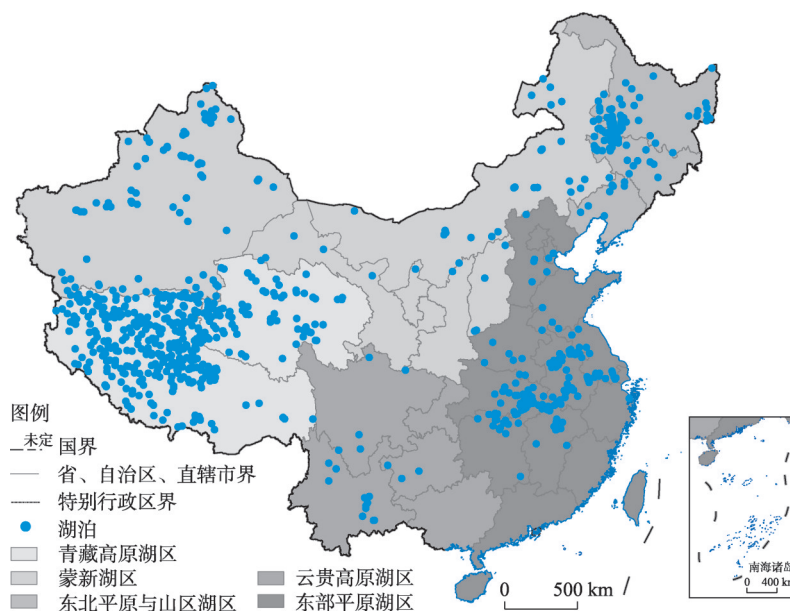 图例
未定 国界
省、自治区、直辖市界
特别行政区界
湖泊
青藏高原湖区
蒙新湖区
东北平原与山区湖区
云贵高原湖区
东部平原湖区
0 500 km
南海诸岛
0 400 km